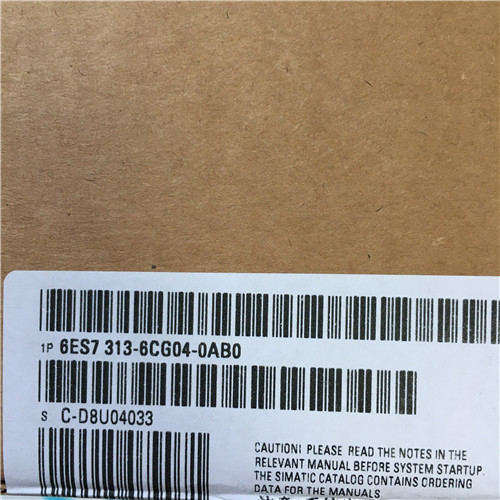 1P 6ES7 313-6CG04-0AB0
S C-D8U04033
CAUTION! PLEASE READ THE NOTES IN THE
RELEVANT MANUAL BEFORE SYSTEM STARTUP.
THE SIMATIC CATALOG CONTAINS ORDERING
DATA FOR THE MANUALS.